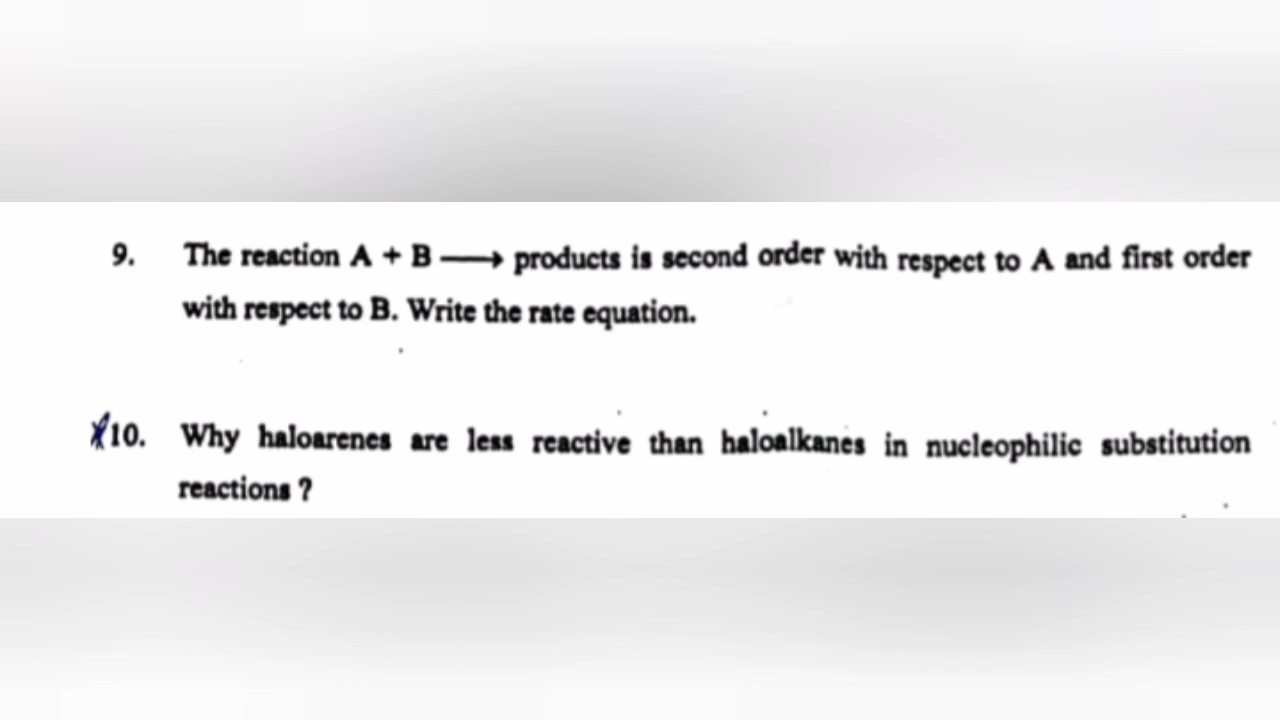 9. The reaction A + B ⟶ products is second order with respect to A and first order
with respect to B. Write the rate equation.
10. Why haloarenes are less reactive than haloalkanes in nucleophilic substitution
reactions ?